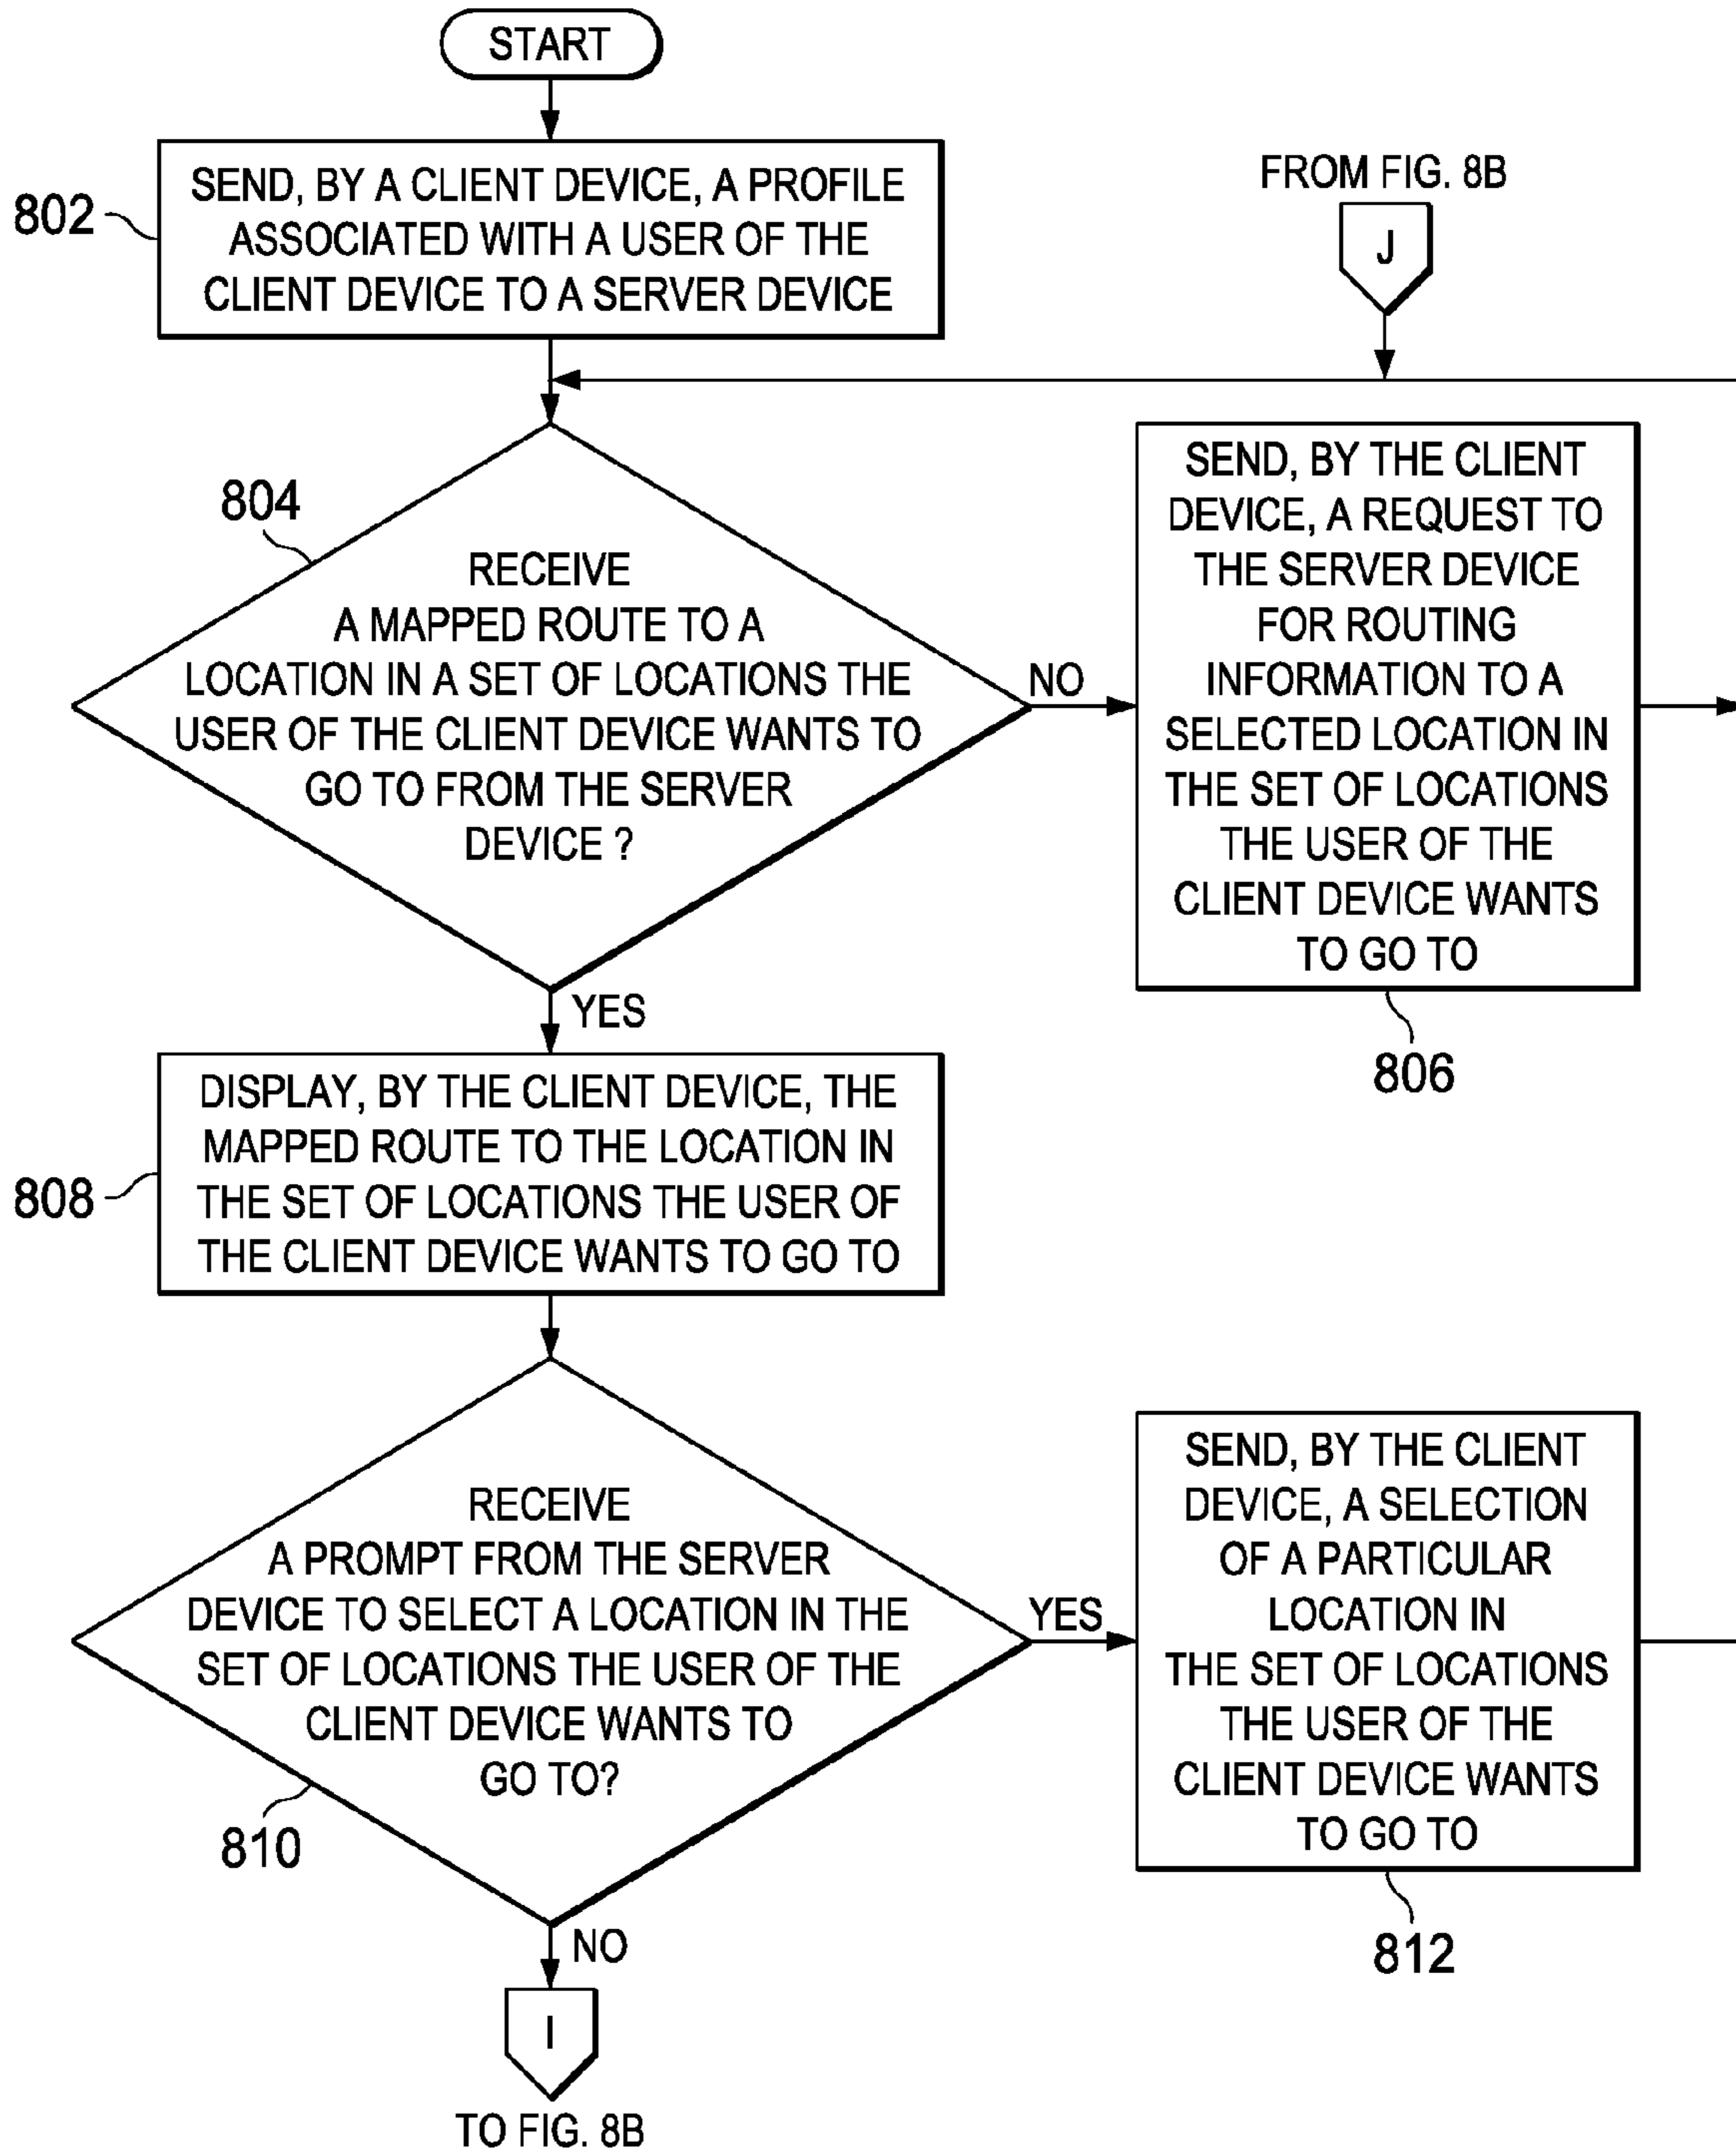 START
802
SEND, BY A CLIENT DEVICE, A PROFILE
ASSOCIATED WITH A USER OF THE
CLIENT DEVICE TO A SERVER DEVICE
FROM FIG. 8B
J
804
RECEIVE
A MAPPED ROUTE TO A
LOCATION IN A SET OF LOCATIONS THE
USER OF THE CLIENT DEVICE WANTS TO
GO TO FROM THE SERVER
DEVICE ?
NO
SEND, BY THE CLIENT
DEVICE, A REQUEST TO
THE SERVER DEVICE
FOR ROUTING
INFORMATION TO A
SELECTED LOCATION IN
THE SET OF LOCATIONS
THE USER OF THE
CLIENT DEVICE WANTS
TO GO TO
806
YES
808
DISPLAY, BY THE CLIENT DEVICE, THE
MAPPED ROUTE TO THE LOCATION IN
THE SET OF LOCATIONS THE USER OF
THE CLIENT DEVICE WANTS TO GO TO
RECEIVE
A PROMPT FROM THE SERVER
DEVICE TO SELECT A LOCATION IN THE
SET OF LOCATIONS THE USER OF THE
CLIENT DEVICE WANTS TO
GO TO?
810
YES
SEND, BY THE CLIENT
DEVICE, A SELECTION
OF A PARTICULAR
LOCATION IN
THE SET OF LOCATIONS
THE USER OF THE
CLIENT DEVICE WANTS
TO GO TO
812
NO
I
TO FIG. 8B